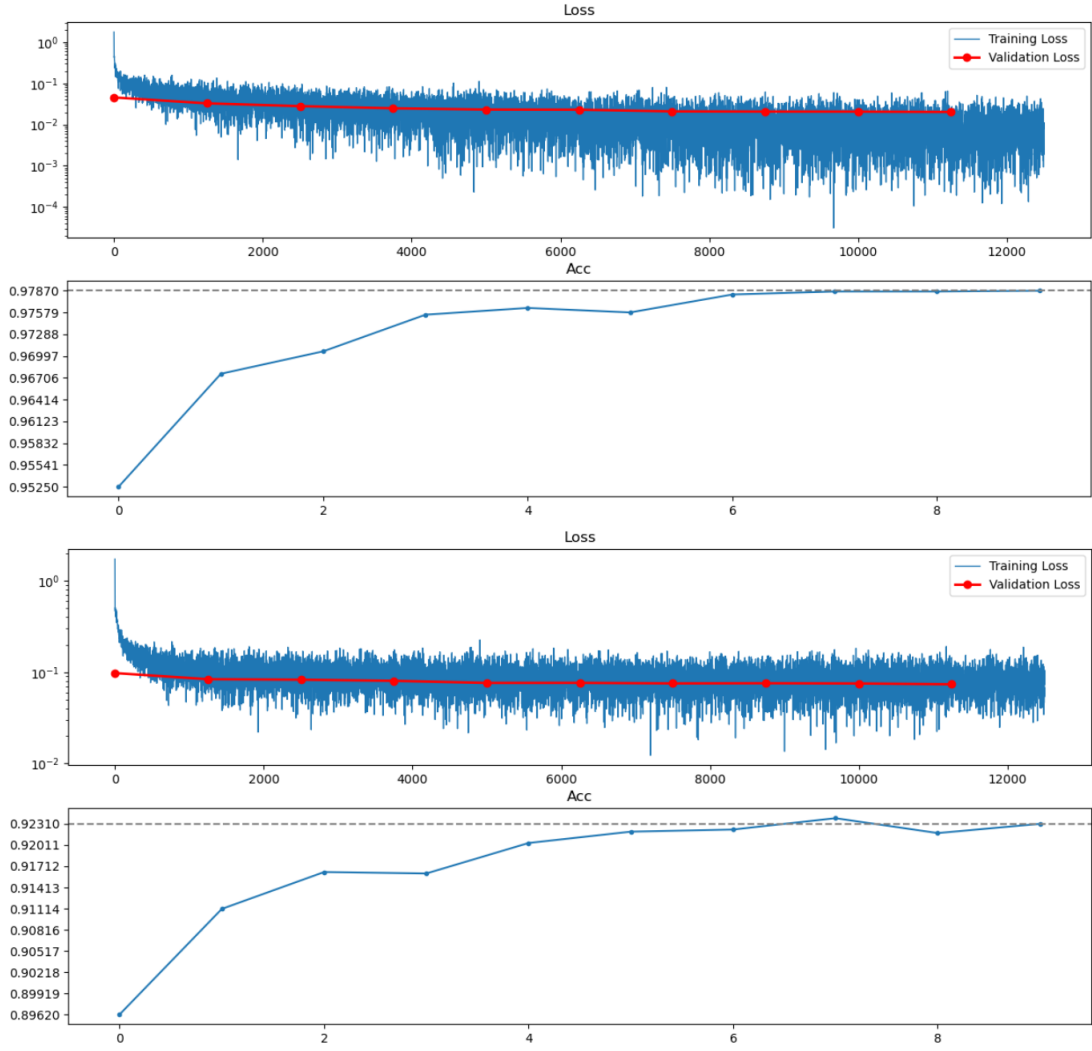 Loss
10⁰
10⁻¹
10⁻²
10⁻³
10⁻⁴
Training Loss
Validation Loss
0 2000 4000 6000 8000 10000 12000
Acc
0.97870
0.97579
0.97288
0.96997
0.96706
0.96414
0.96123
0.95832
0.95541
0.95250
0 2 4 6 8
Loss
10⁰
10⁻¹
10⁻²
Training Loss
Validation Loss
0 2000 4000 6000 8000 10000 12000
Acc
0.92310
0.92011
0.91712
0.91413
0.91114
0.90816
0.90517
0.90218
0.89919
0.89620
0 2 4 6 8